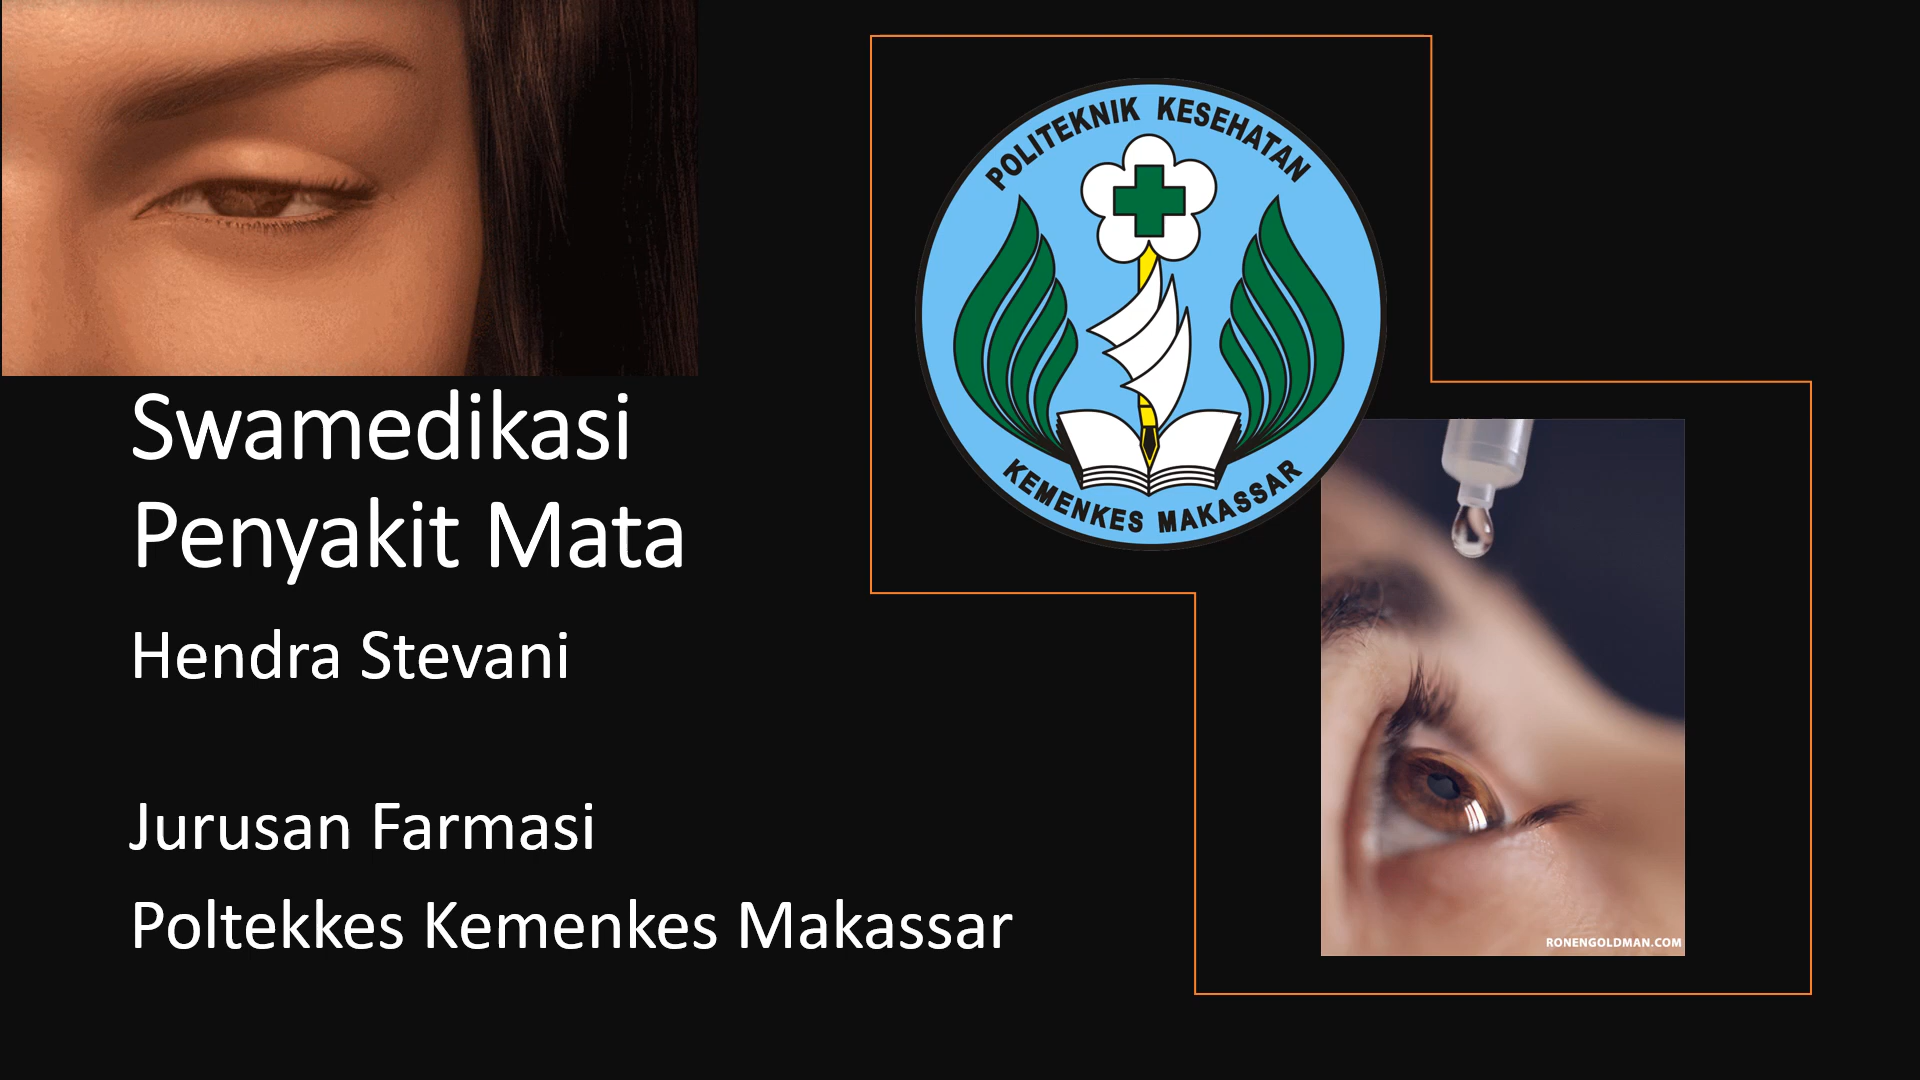 POLITEKNIK KESEHATAN
KEMENKES MAKASSAR
Swamedikasi
Penyakit Mata
Hendra Stevani
Jurusan Farmasi
Poltekkes Kemenkes Makassar
RONENGOLDMAN.COM